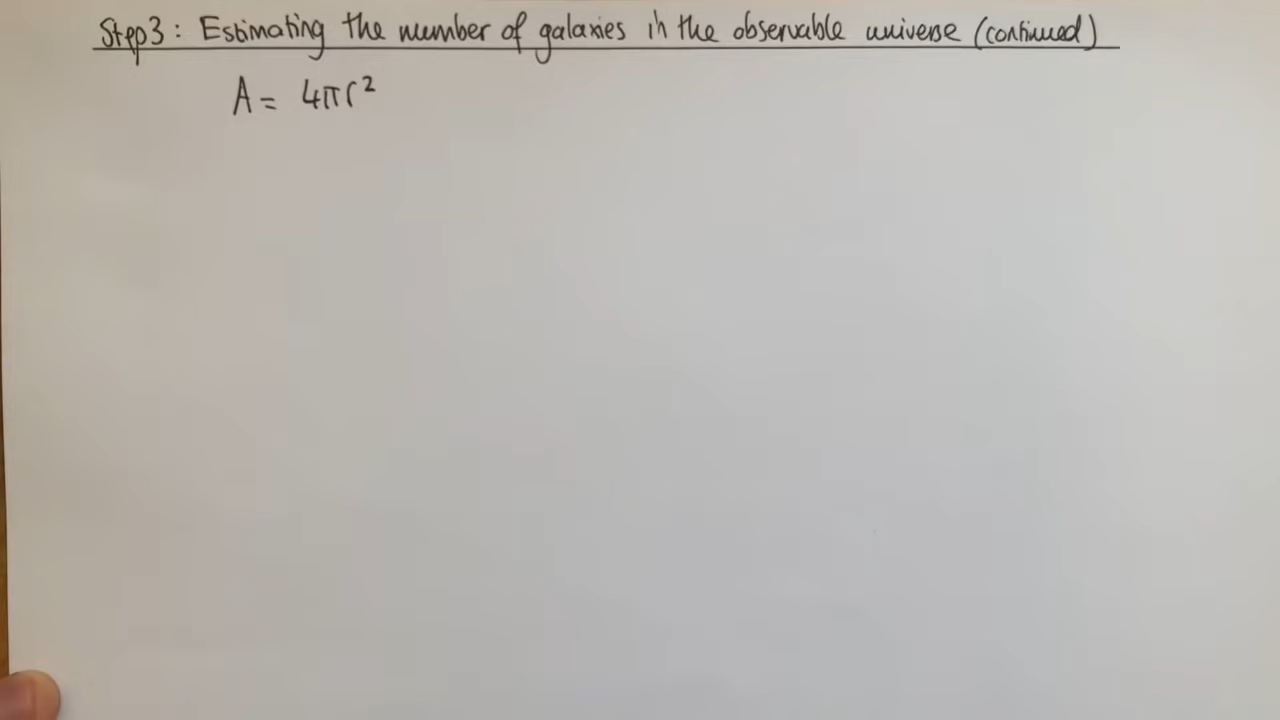 Step3: Estimating the number of galaxies in the observable universe (continued)
A = 4πr²